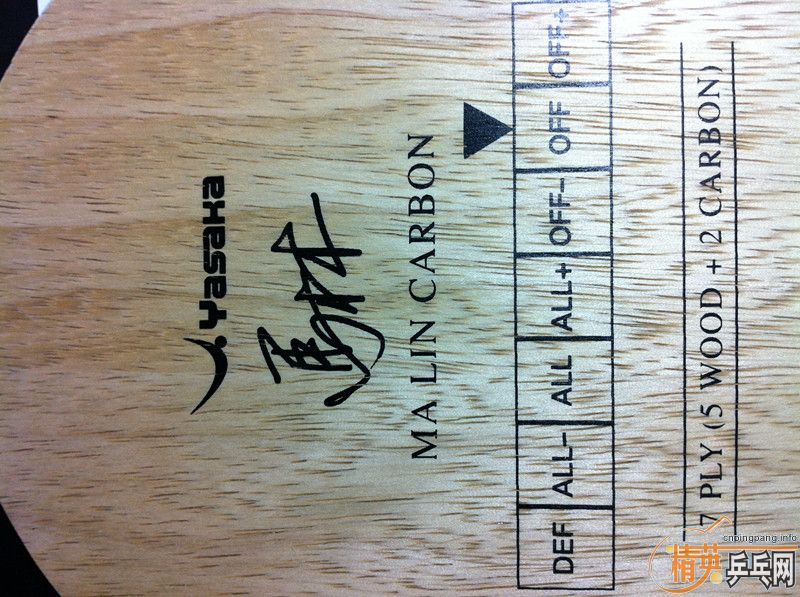 Yasaka
馬林
MA LIN CARBON
DEF ALL- ALL ALL+ OFF- OFF OFF+
7 PLY (5 WOOD + 2 CARBON)
cnpingpang.info
精英乒乓网